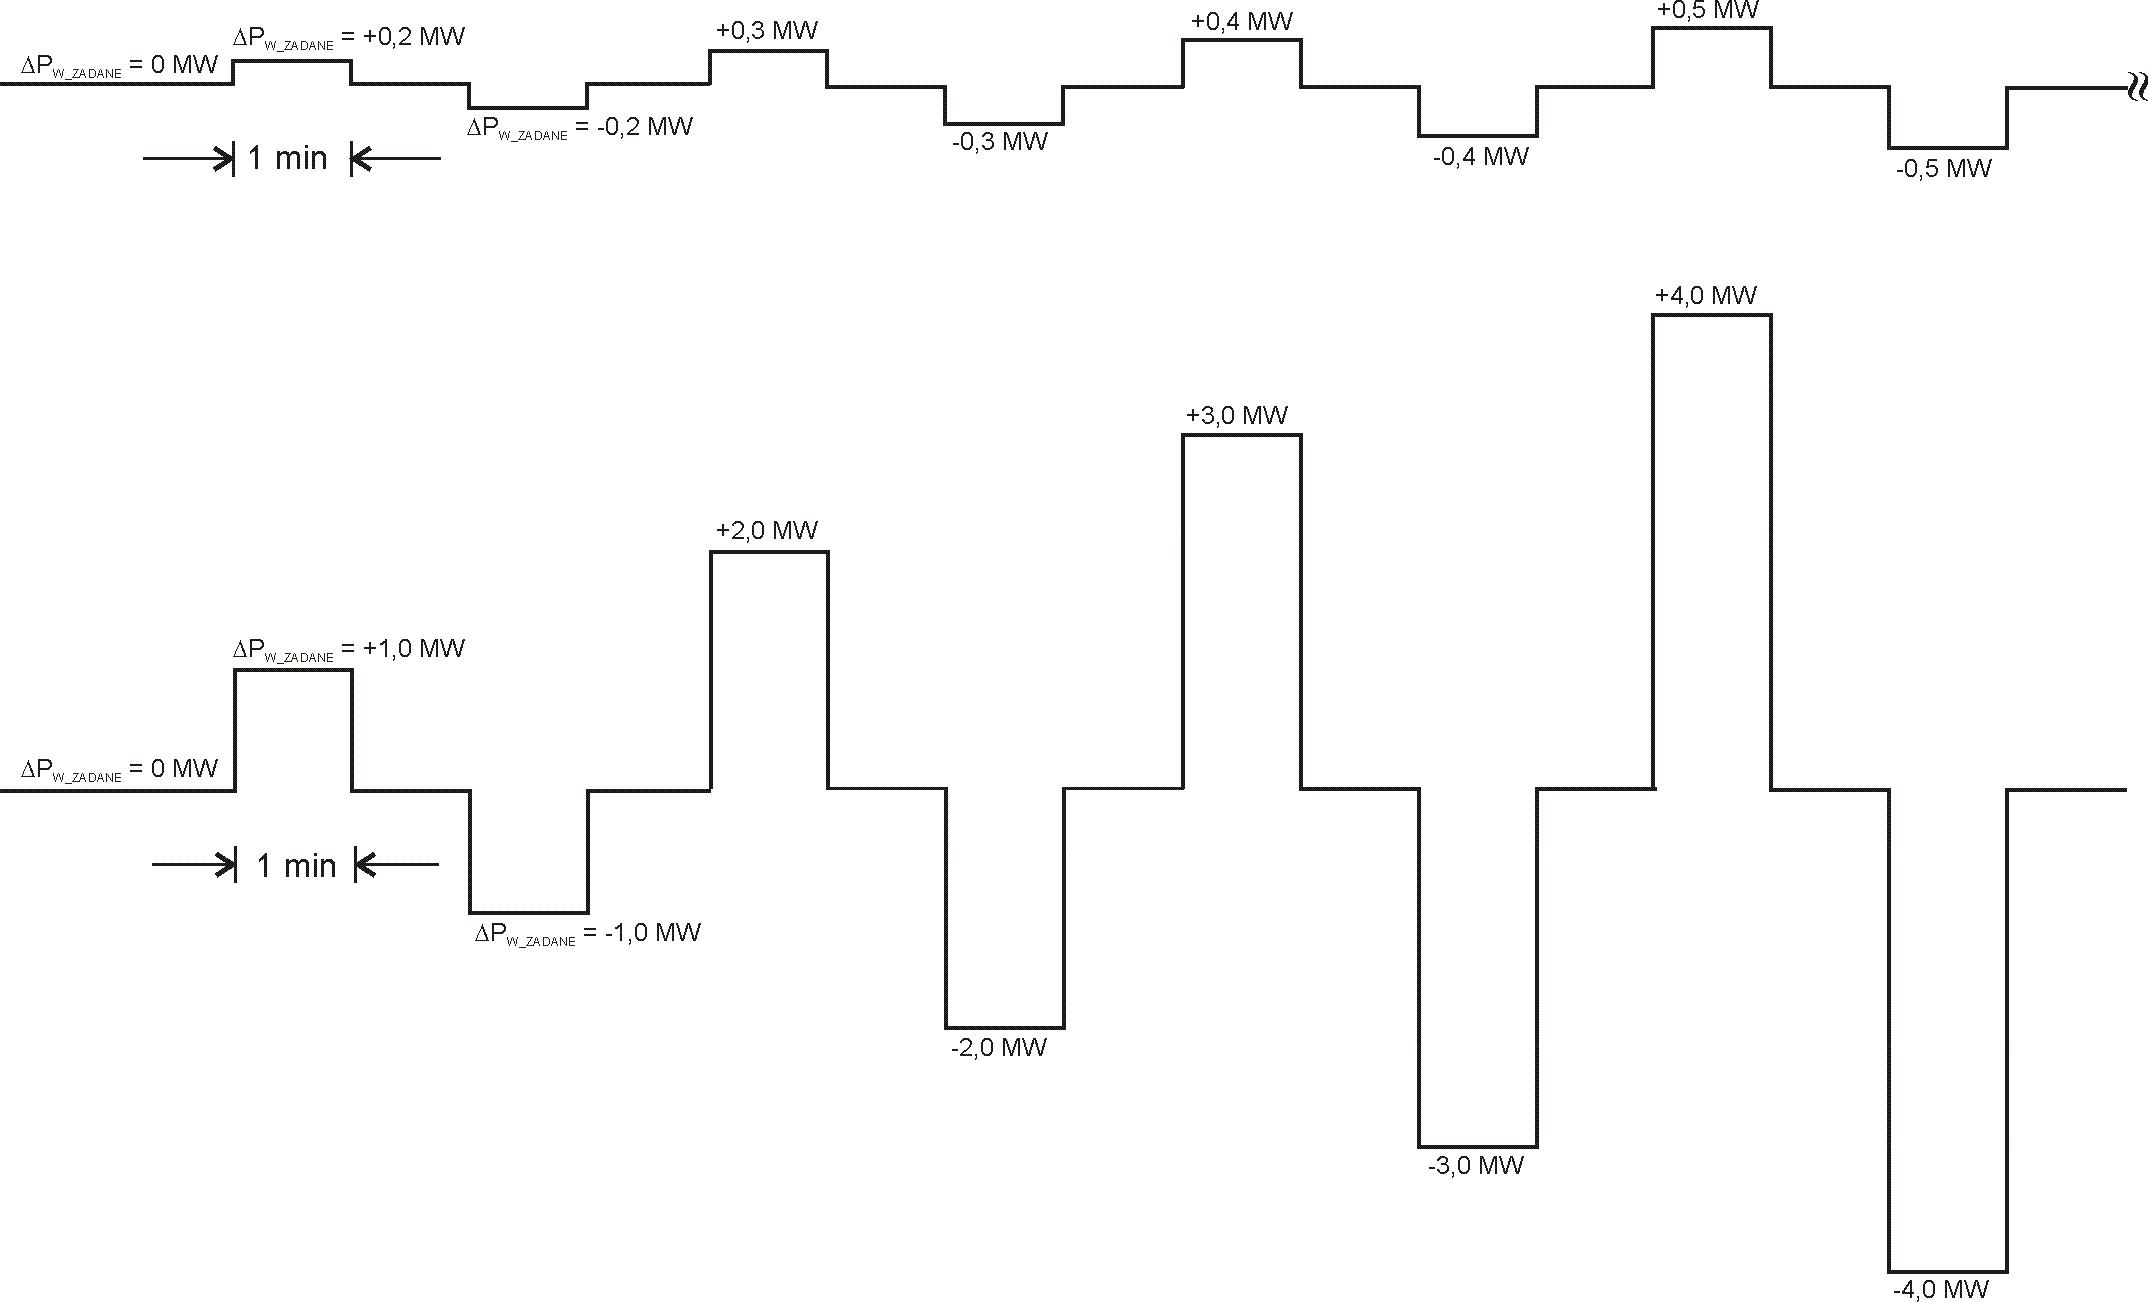 +0,5 MW
+0,4 MW
+0,3 MW
ΔPW_ZADANE = +0,2 MW
ΔPW_ZADANE = 0 MW
ΔPW_ZADANE = -0,2 MW
-0,3 MW
-0,4 MW
-0,5 MW
1 min
+4,0 MW
+3,0 MW
+2,0 MW
ΔPW_ZADANE = +1,0 MW
ΔPW_ZADANE = 0 MW
1 min
ΔPW_ZADANE = -1,0 MW
-2,0 MW
-3,0 MW
-4,0 MW